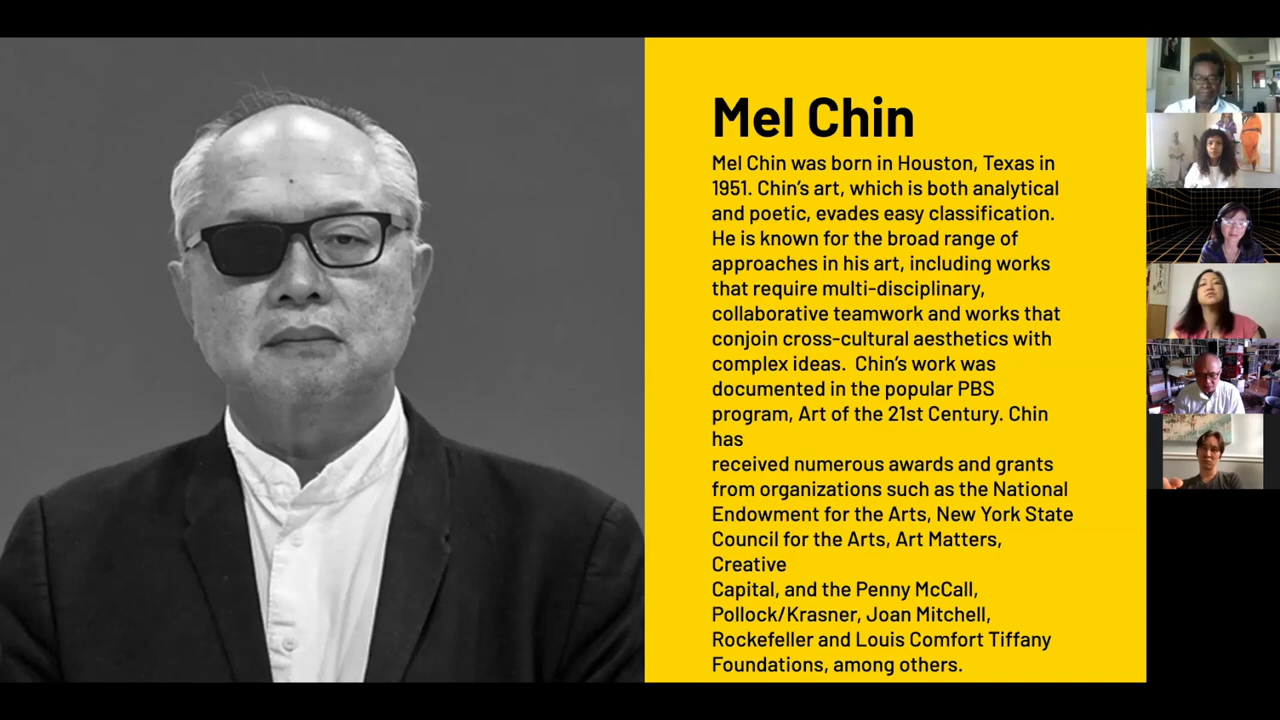 Mel Chin
Mel Chin was born in Houston, Texas in
1951. Chin’s art, which is both analytical
and poetic, evades easy classification.
He is known for the broad range of
approaches in his art, including works
that require multi-disciplinary,
collaborative teamwork and works that
conjoin cross-cultural aesthetics with
complex ideas.  Chin’s work was
documented in the popular PBS
program, Art of the 21st Century. Chin
has
received numerous awards and grants
from organizations such as the National
Endowment for the Arts, New York State
Council for the Arts, Art Matters,
Creative
Capital, and the Penny McCall,
Pollock/Krasner, Joan Mitchell,
Rockefeller and Louis Comfort Tiffany
Foundations, among others.